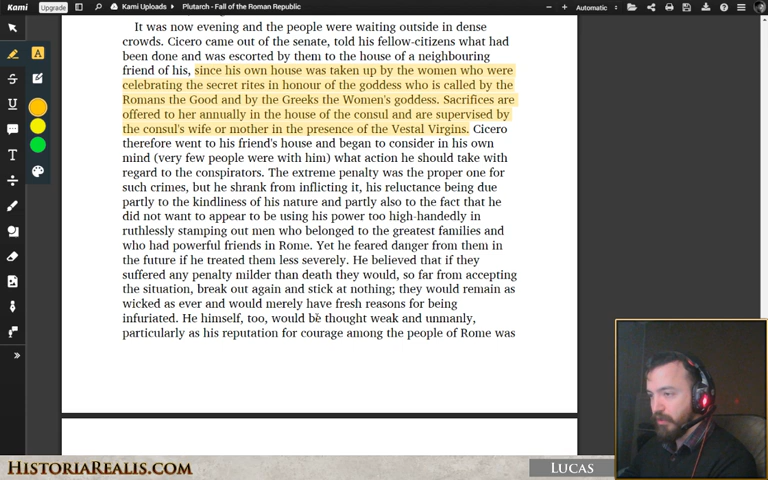 Kami
Upgrade
Kami Uploads > Plutarch - Fall of the Roman Republic
Automatic
It was now evening and the people were waiting outside in dense
crowds. Cicero came out of the senate, told his fellow-citizens what had
been done and was escorted by them to the house of a neighbouring
friend of his, since his own house was taken up by the women who were
celebrating the secret rites in honour of the goddess who is called by the
Romans the Good and by the Greeks the Women's goddess. Sacrifices are
offered to her annually in the house of the consul and are supervised by
the consul's wife or mother in the presence of the Vestal Virgins. Cicero
therefore went to his friend's house and began to consider in his own
mind (very few people were with him) what action he should take with
regard to the conspirators. The extreme penalty was the proper one for
such crimes, but he shrank from inflicting it, his reluctance being due
partly to the kindliness of his nature and partly also to the fact that he
did not want to appear to be using his power too high-handedly in
ruthlessly stamping out men who belonged to the greatest families and
who had powerful friends in Rome. Yet he feared danger from them in
the future if he treated them less severely. He believed that if they
suffered any penalty milder than death they would, so far from accepting
the situation, break out again and stick at nothing; they would remain as
wicked as ever and would merely have fresh reasons for being
infuriated. He himself, too, would be thought weak and unmanly,
particularly as his reputation for courage among the people of Rome was
HISTORIAREALIS.COM
LUCAS